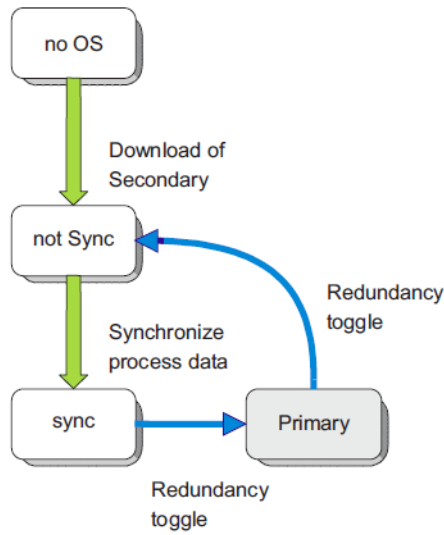 no OS
Download of
Secondary
not Sync
Redundancy
toggle
Synchronize
process data
sync
Primary
Redundancy
toggle